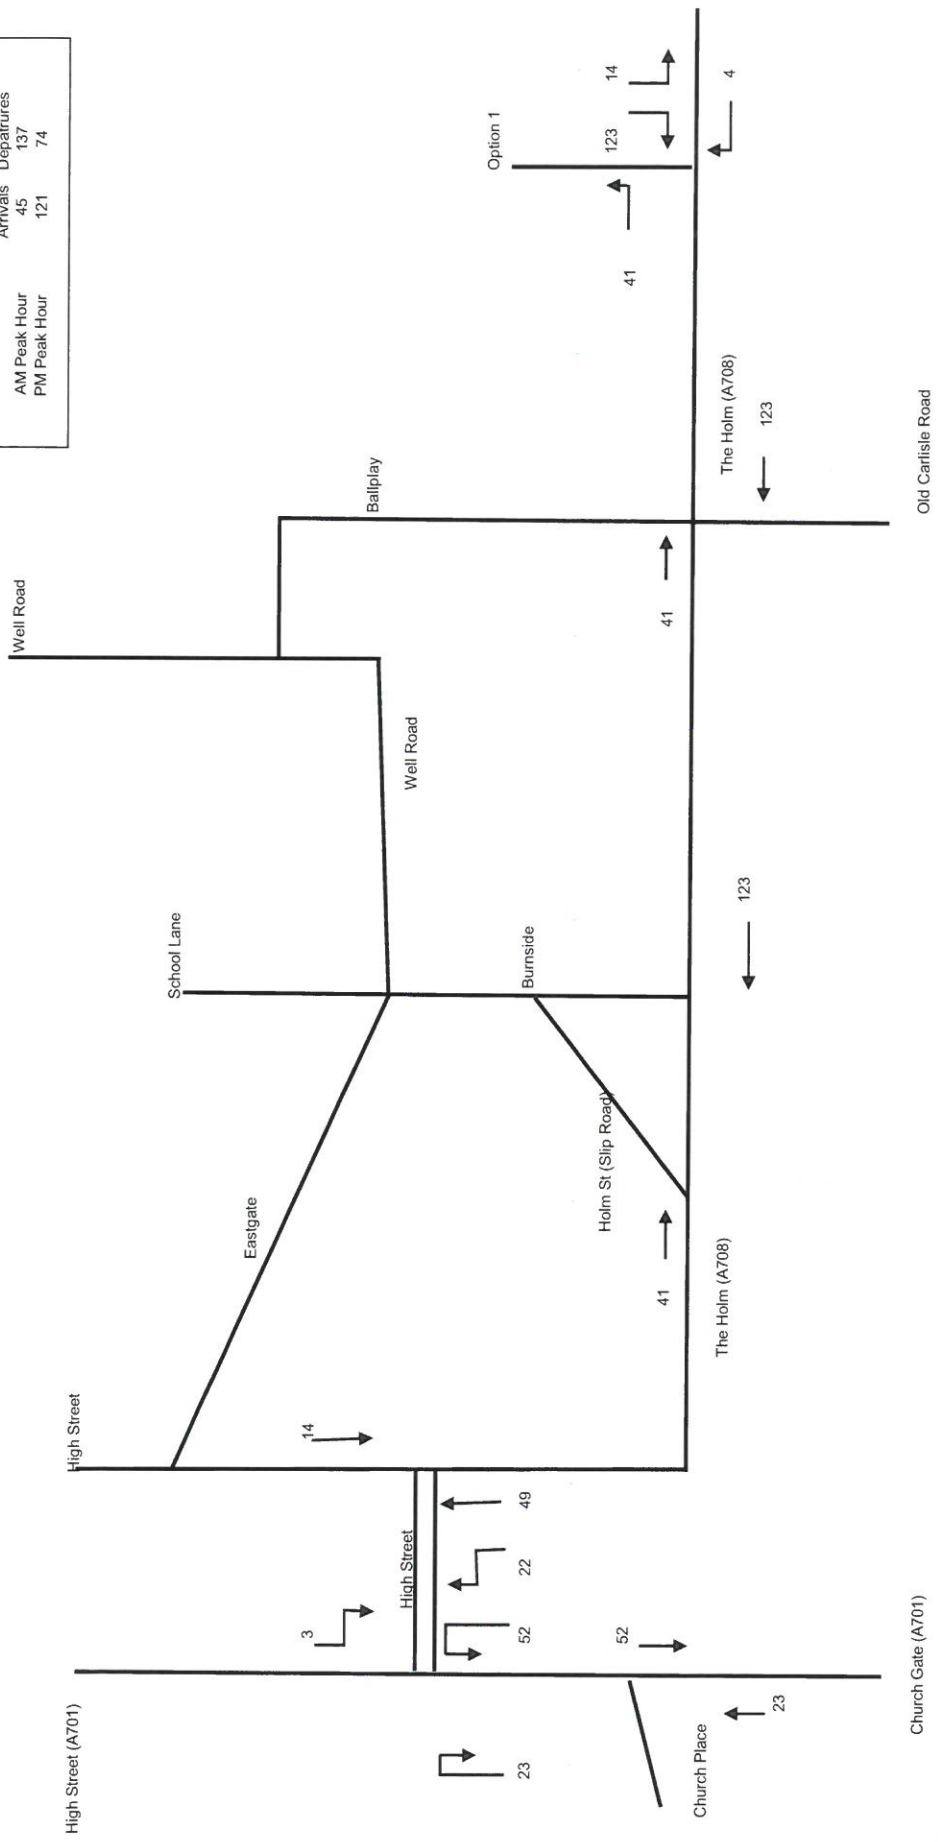 Arrivals Depatrures
AM Peak Hour 45 137
PM Peak Hour 121 74
Well Road
High Street (A701)
High Street
School Lane
Eastgate
3
14
Ballplay
High Street
Well Road
Option 1
23
52
22
49
Burnside
Holm St (Slip Road)
123
14
52
41
41
41
Church Place
The Holm (A708)
The Holm (A708)
4
123
123
23
Church Gate (A701)
Old Carlisle Road